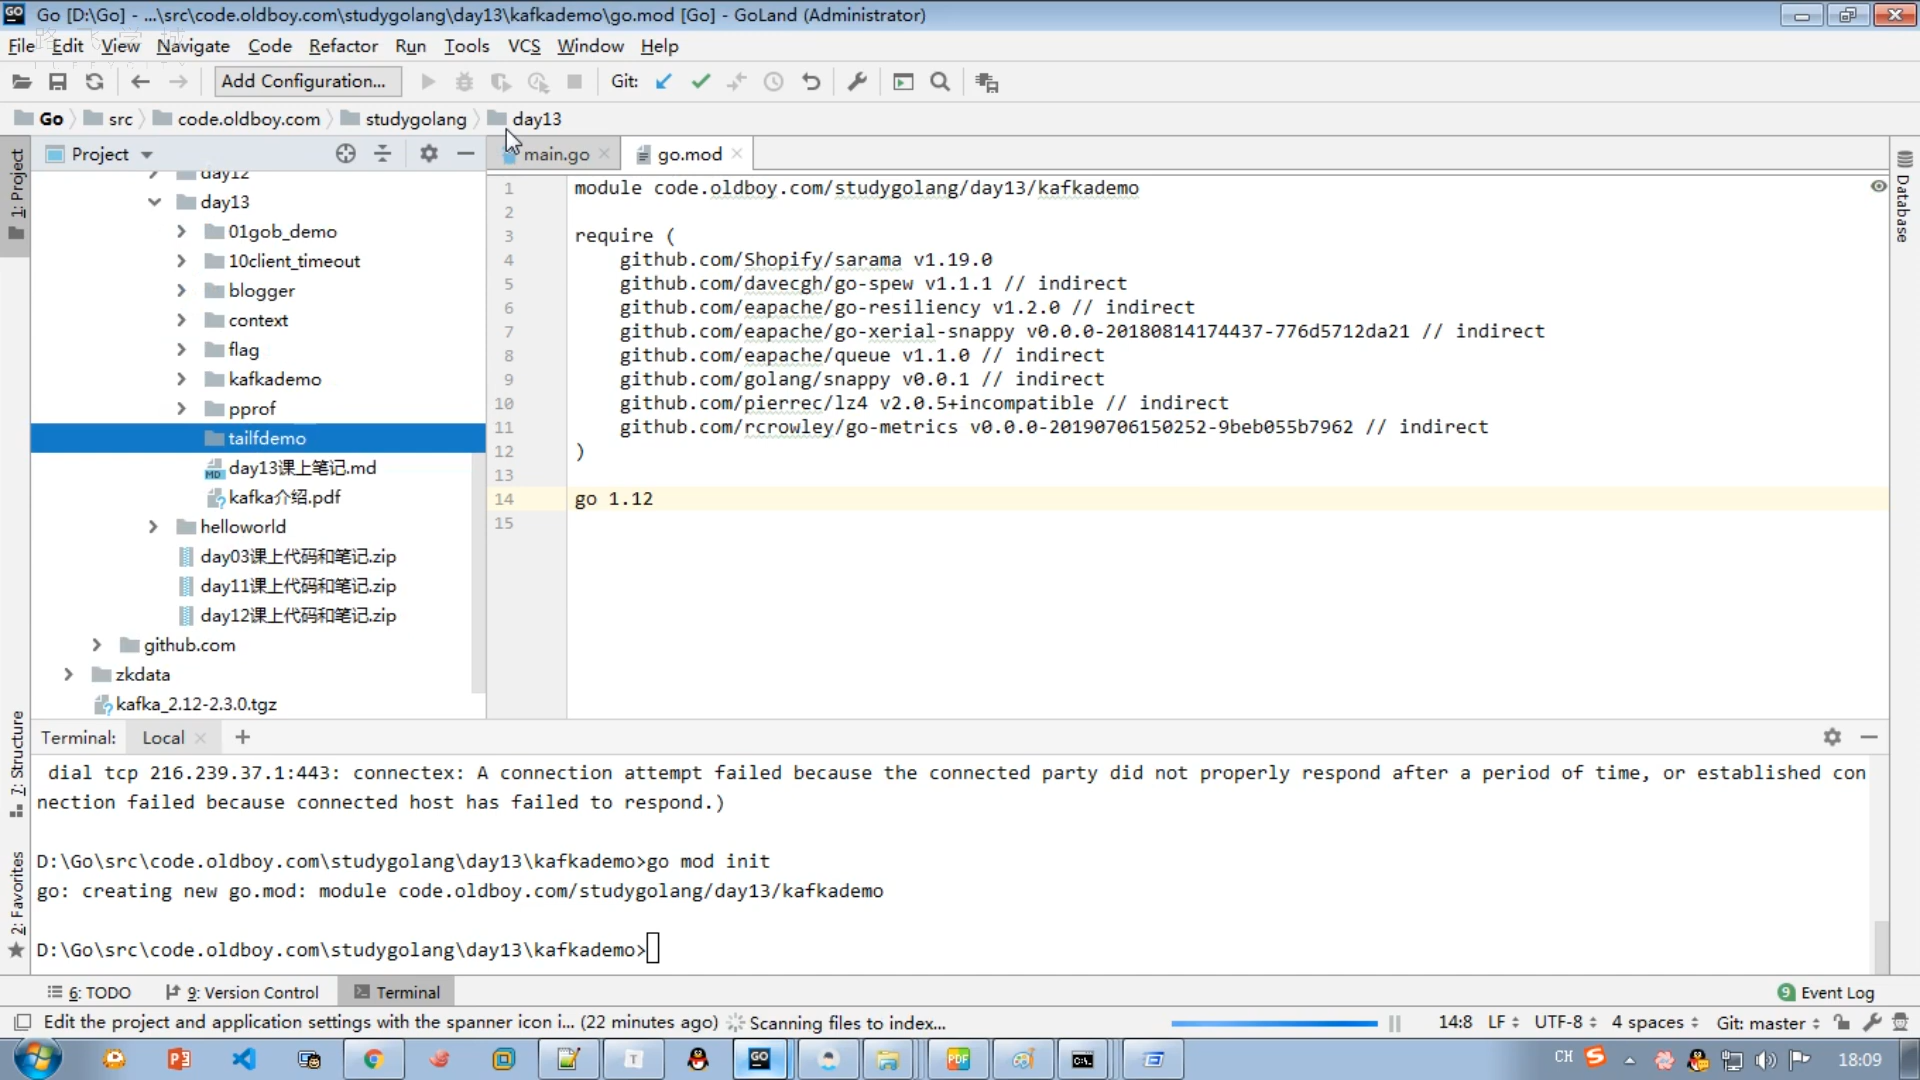 Go [D:\Go] - ...\src\code.oldboy.com\studygolang\day13\kafkademo\go.mod [Go] - GoLand (Administrator)
File Edit View Navigate Code Refactor Run Tools VCS Window Help
Add Configuration... Git:
Go src code.oldboy.com studygolang day13
Project main.go go.mod
1: Project
day12
day13
01gob_demo
10client_timeout
blogger
context
flag
kafkademo
pprof
tailfdemo
day13课上笔记.md
kafka介绍.pdf
helloworld
day03课上代码和笔记.zip
day11课上代码和笔记.zip
day12课上代码和笔记.zip
github.com
zkdata
kafka_2.12-2.3.0.tgz
1 module code.oldboy.com/studygolang/day13/kafkademo
2
3 require (
4 github.com/Shopify/sarama v1.19.0
5 github.com/davecgh/go-spew v1.1.1 // indirect
6 github.com/eapache/go-resiliency v1.2.0 // indirect
7 github.com/eapache/go-xerial-snappy v0.0.0-20180814174437-776d5712da21 // indirect
8 github.com/eapache/queue v1.1.0 // indirect
9 github.com/golang/snappy v0.0.1 // indirect
10 github.com/pierrec/lz4 v2.0.5+incompatible // indirect
11 github.com/rcrowley/go-metrics v0.0.0-20190706150252-9beb055b7962 // indirect
12 )
13
14 go 1.12
15
Database
7: Structure
2: Favorites
Terminal: Local
dial tcp 216.239.37.1:443: connectex: A connection attempt failed because the connected party did not properly respond after a period of time, or established con
nection failed because connected host has failed to respond.)
D:\Go\src\code.oldboy.com\studygolang\day13\kafkademo>go mod init
go: creating new go.mod: module code.oldboy.com/studygolang/day13/kafkademo
D:\Go\src\code.oldboy.com\studygolang\day13\kafkademo>
6: TODO 9: Version Control Terminal 9 Event Log
Edit the project and application settings with the spanner icon i... (22 minutes ago) Scanning files to index... 14:8 LF UTF-8 4 spaces Git: master
CH 18:09